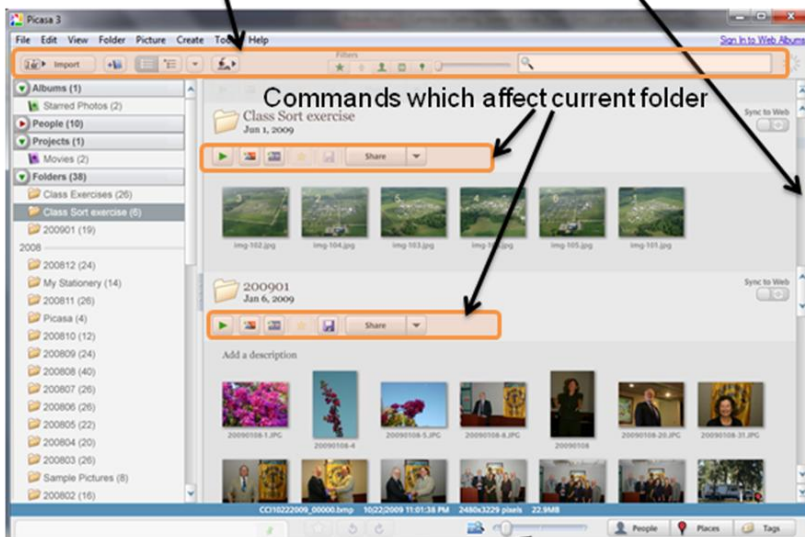 Picasa 3
File Edit View Folder Picture Create Tools Help
Sign In to Web Albums
Import
Filters
Albums (1)
Starred Photos (2)
People (10)
Projects (1)
Movies (2)
Folders (38)
Class Exercises (26)
Class Sort exercise (6)
200901 (19)
2008
200812 (24)
My Stationery (14)
200811 (26)
Picasa (4)
200810 (12)
200809 (24)
200808 (40)
200807 (26)
200806 (26)
200805 (22)
200804 (20)
200803 (26)
Sample Pictures (8)
200802 (16)
Commands which affect current folder
Class Sort exercise
Jan 1, 2009
Sync to Web
Share
img-102.jpg img-104.jpg img-103.jpg img-105.jpg img-101.jpg
200901
Jan 6, 2009
Sync to Web
Share
Add a description
20090108-1.JPG 20090108-4 20090108-5.JPG 20090108-8.JPG 20090108 20090108-20.JPG 20090108-31.JPG
CCI10222009_00000.bmp 10/22/2009 11:01:38 PM 2480x3229 pixels 22.9MB
People Places Tags